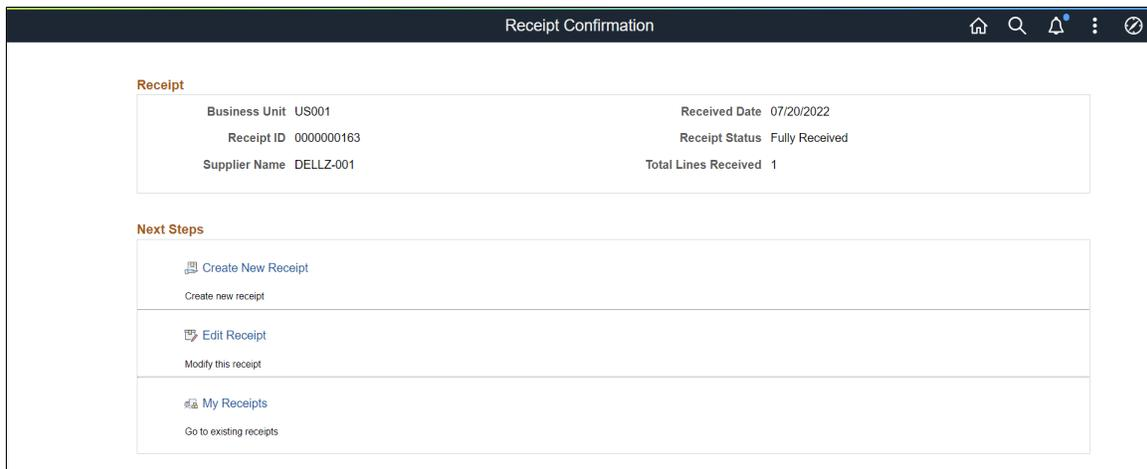 Receipt Confirmation
Receipt
Business Unit US001 Received Date 07/20/2022
Receipt ID 0000000163 Receipt Status Fully Received
Supplier Name DELLZ-001 Total Lines Received 1
Next Steps
Create New Receipt
Create new receipt
Edit Receipt
Modify this receipt
My Receipts
Go to existing receipts